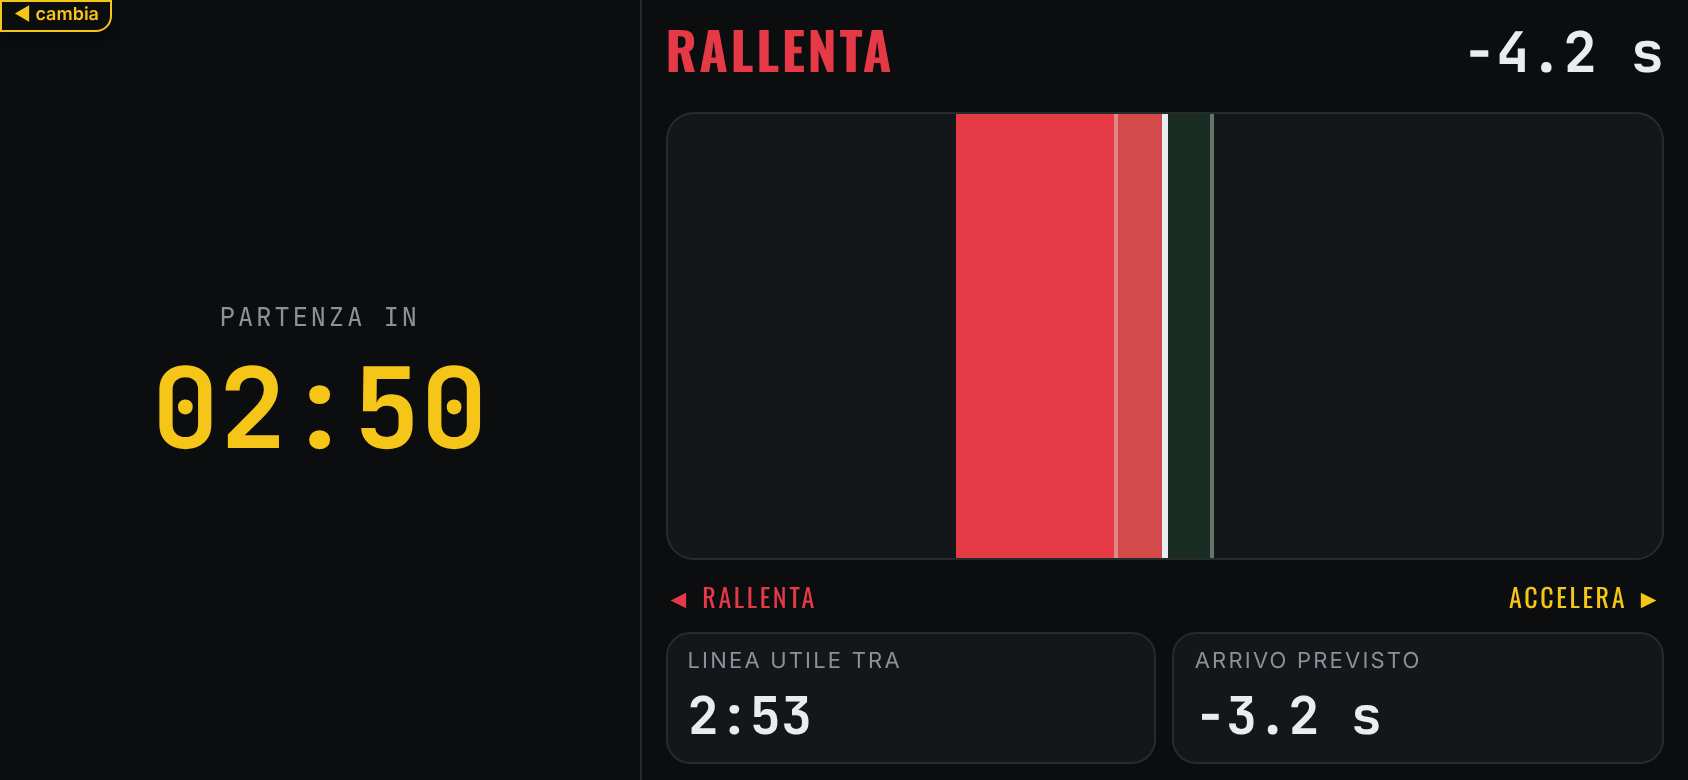 ◀ cambia
PARTENZA IN
02:50
RALLENTA
-4.2 s
◀ RALLENTA
ACCELERA ▶
LINEA UTILE TRA
2:53
ARRIVO PREVISTO
-3.2 s